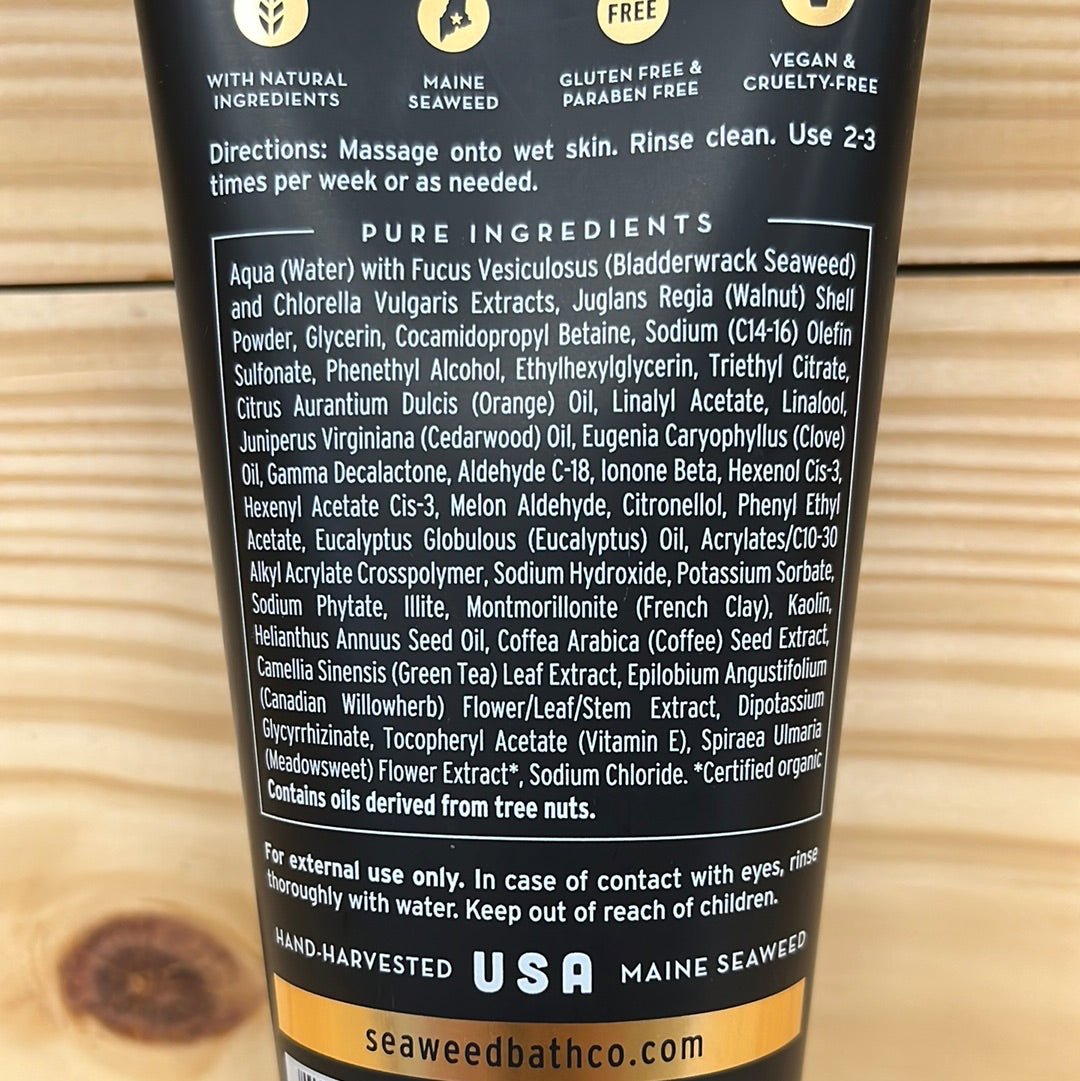 FREE
WITH NATURAL
INGREDIENTS
MAINE
SEAWEED
GLUTEN FREE &
PARABEN FREE
VEGAN &
CRUELTY-FREE
Directions: Massage onto wet skin. Rinse clean. Use 2-3
times per week or as needed.
PURE INGREDIENTS
Aqua (Water) with Fucus Vesiculosus (Bladderwrack Seaweed)
and Chlorella Vulgaris Extracts, Juglans Regia (Walnut) Shell
Powder, Glycerin, Cocamidopropyl Betaine, Sodium (C14-16) Olefin
Sulfonate, Phenethyl Alcohol, Ethylhexylglycerin, Triethyl Citrate,
Citrus Aurantium Dulcis (Orange) Oil, Linalyl Acetate, Linalool,
Juniperus Virginiana (Cedarwood) Oil, Eugenia Caryophyllus (Clove)
Oil, Gamma Decalactone, Aldehyde C-18, Ionone Beta, Hexenol Cis-3,
Hexenyl Acetate Cis-3, Melon Aldehyde, Citronellol, Phenyl Ethyl
Acetate, Eucalyptus Globulous (Eucalyptus) Oil, Acrylates/C10-30
Alkyl Acrylate Crosspolymer, Sodium Hydroxide, Potassium Sorbate,
Sodium Phytate, Illite, Montmorillonite (French Clay), Kaolin,
Helianthus Annuus Seed Oil, Coffea Arabica (Coffee) Seed Extract,
Camellia Sinensis (Green Tea) Leaf Extract, Epilobium Angustifolium
(Canadian Willowherb) Flower/Leaf/Stem Extract, Dipotassium
Glycyrrhizinate, Tocopheryl Acetate (Vitamin E), Spiraea Ulmaria
(Meadowsweet) Flower Extract*, Sodium Chloride. *Certified organic
Contains oils derived from tree nuts.
For external use only. In case of contact with eyes, rinse
thoroughly with water. Keep out of reach of children.
HAND-HARVESTED USA MAINE SEAWEED
seaweedbathco.com